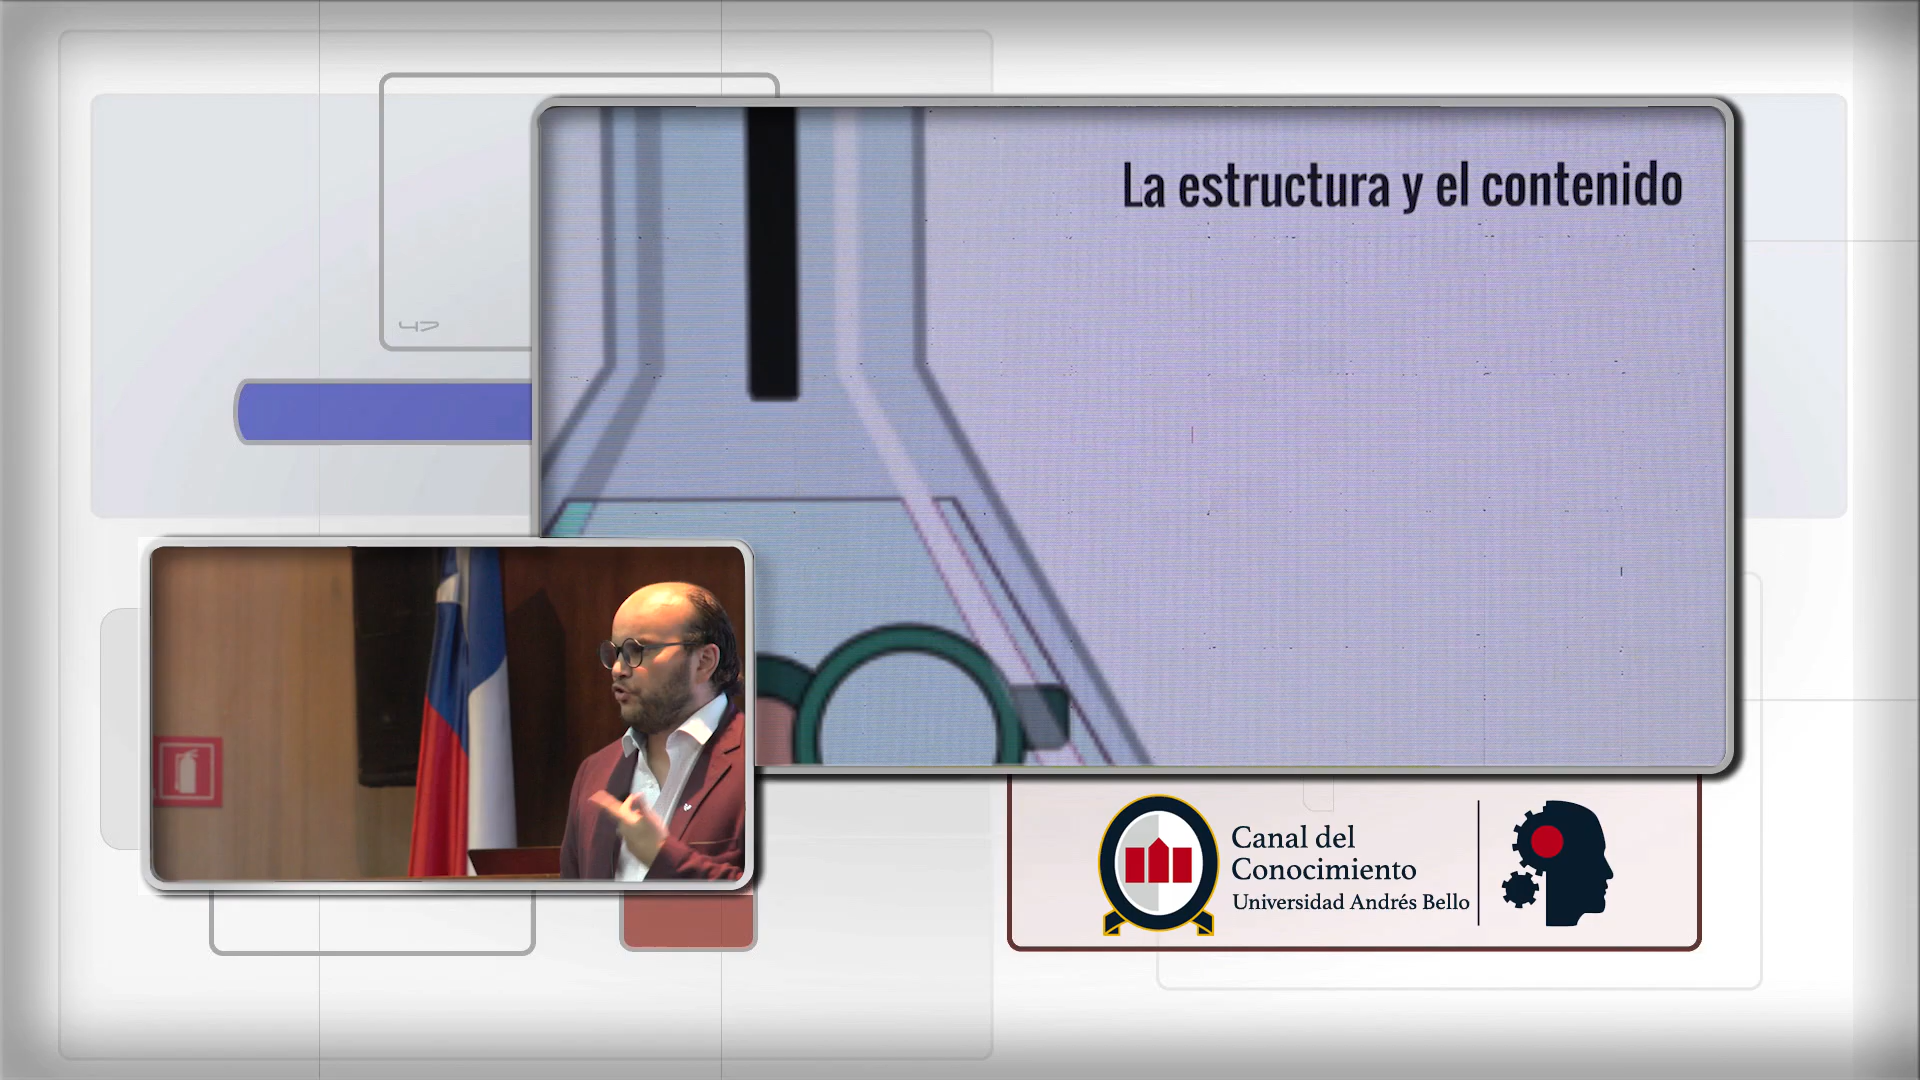 La estructura y el contenido
Canal del
Conocimiento
Universidad Andrés Bello